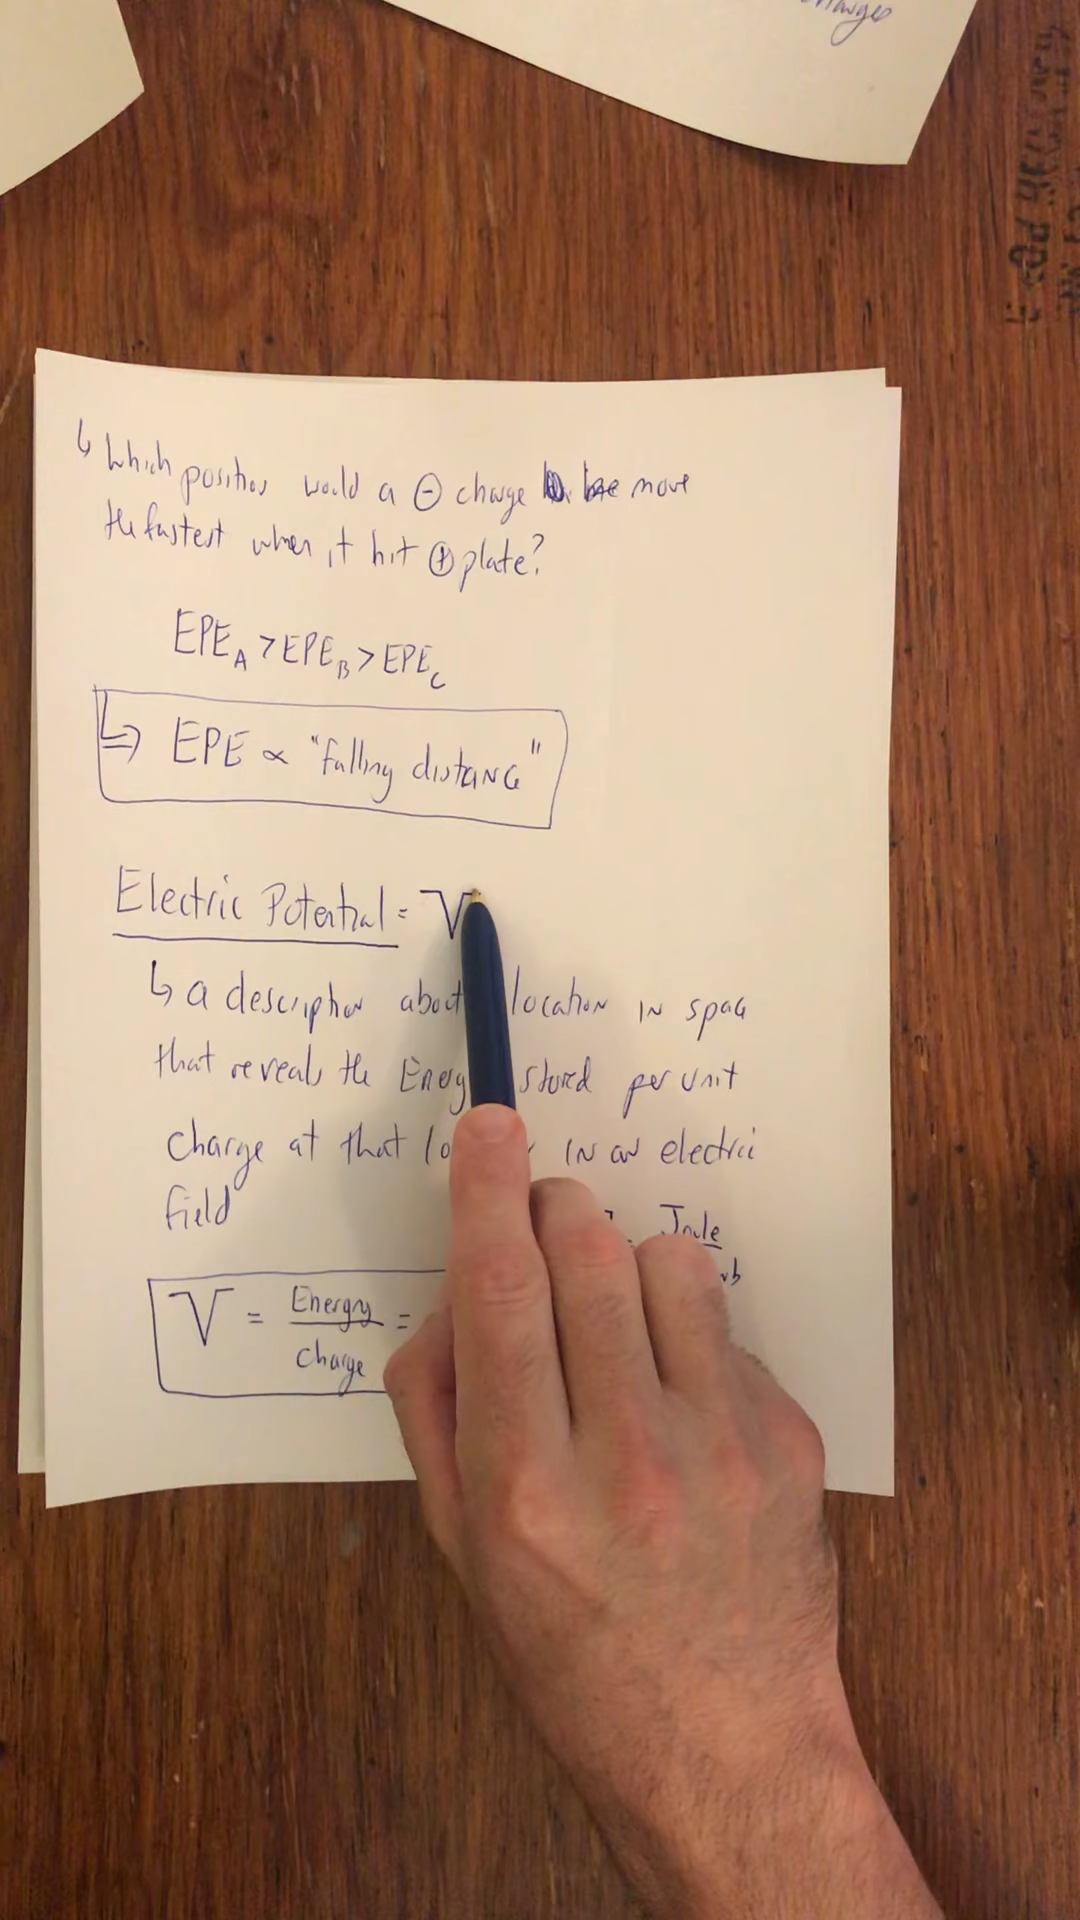 charges
↳ Which position would a ⊖ charge move
the fastest when it hit ⊕ plate?
EPE_A > EPE_B > EPE_C
↳⇒ EPE ∝ "falling distance"
Electric Potential = V
↳ a description about location in space
that reveals the Energy stored per unit
charge at that in an electric
field
Joule
V = Energy / charge =